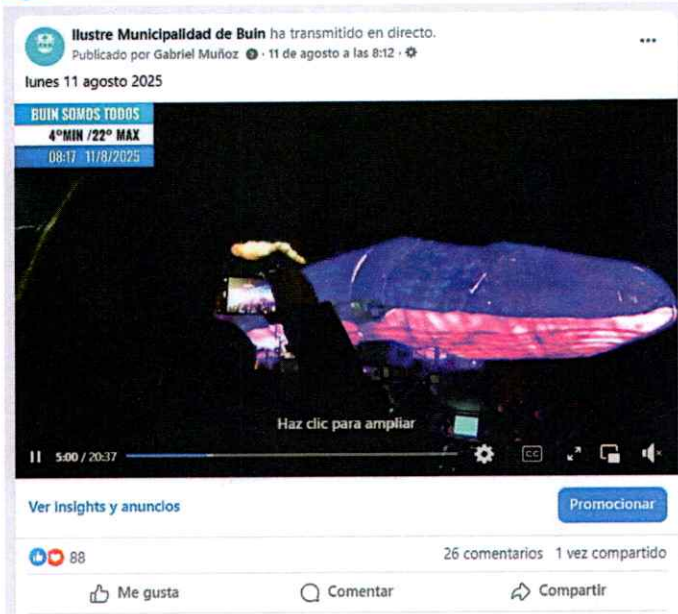 Ilustre Municipalidad de Buin ha transmitido en directo.
Publicado por Gabriel Muñoz · 11 de agosto a las 8:12 ·
lunes 11 agosto 2025
BUIN SOMOS TODOS
4°MIN /22° MAX
08:17 11/8/2025
Haz clic para ampliar
5:00 / 20:37
CC
Ver insights y anuncios
Promocionar
88
26 comentarios 1 vez compartido
Me gusta
Comentar
Compartir